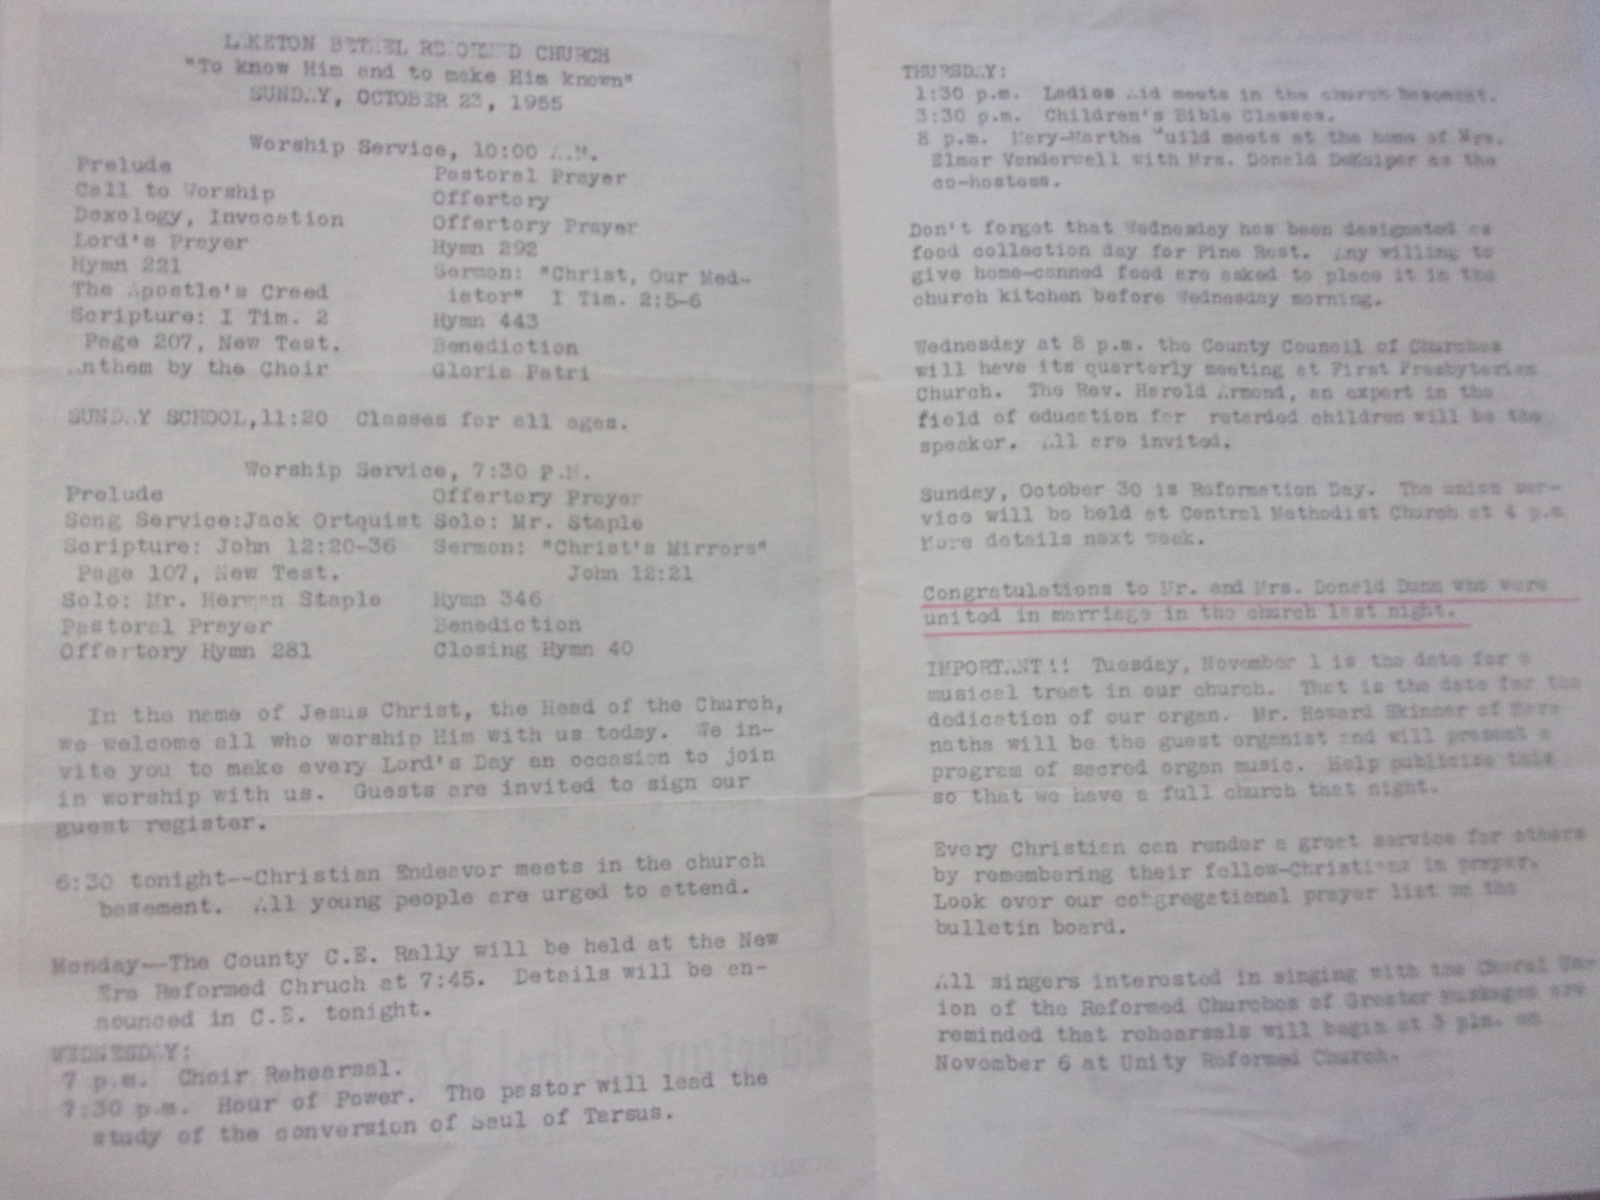 LAKETON BETHEL REFORMED CHURCH
"To know Him and to make Him known"
SUNDAY, OCTOBER 23, 1955
Worship Service, 10:00 A.M.
Prelude
Call to Worship
Doxology, Invocation
Lord's Prayer
Hymn 221
The Apostle's Creed
Scripture: I Tim. 2
Page 207, New Test.
Anthem by the Choir
Pastoral Prayer
Offertory
Offertory Prayer
Hymn 292
Sermon: "Christ, Our Med-
iator" I Tim. 2:5-6
Hymn 443
Benediction
Gloria Patri
SUNDAY SCHOOL,11:20 Classes for all ages.
Worship Service, 7:30 P.M.
Prelude
Song Service:Jack Ortquist
Scripture: John 12:20-36
Page 107, New Test.
Solo: Mr. Herman Staple
Pastoral Prayer
Offertory Hymn 281
Offertory Prayer
Solo: Mr. Staple
Sermon: "Christ's Mirrors"
John 12:21
Hymn 346
Benediction
Closing Hymn 40
In the name of Jesus Christ, the Head of the Church,
we welcome all who worship Him with us today. We in-
vite you to make every Lord's Day an occasion to join
in worship with us. Guests are invited to sign our
guest register.
6:30 tonight--Christian Endeavor meets in the church
basement. All young people are urged to attend.
Monday--The County C.E. Rally will be held at the New
Era Reformed Chruch at 7:45. Details will be an-
nounced in C.E. tonight.
WEDNESDAY:
7 p.m. Choir Rehearsal.
7:30 p.m. Hour of Power. The pastor will lead the
study of the conversion of Saul of Tarsus.
THURSDAY:
1:30 p.m. Ladies Aid meets in the church basement.
3:30 p.m. Children's Bible Classes.
8 p.m. Mary-Martha Guild meets at the home of Mrs.
Elmer Vanderwell with Mrs. Donald DeKuiper as the
co-hostess.
Don't forget that Wednesday has been designated as
food collection day for Pine Rest. Any willing to
give home-canned food are asked to place it in the
church kitchen before Wednesday morning.
Wednesday at 8 p.m. the County Council of Churches
will have its quarterly meeting at First Presbyterian
Church. The Rev. Harold Armond, an expert in the
field of education for retarded children will be the
speaker. All are invited.
Sunday, October 30 is Reformation Day. The union ser-
vice will be held at Central Methodist Church at 4 p.m
More details next week.
Congratulations to Mr. and Mrs. Donald Dunn who were
united in marriage in the church last night.
IMPORTANT!! Tuesday, November 1 is the date for a
musical treat in our church. That is the date for the
dedication of our organ. Mr. Howard Skinner of Mara-
natha will be the guest organist and will present a
program of sacred organ music. Help publicize this
so that we have a full church that night.
Every Christian can render a great service for others
by remembering their fellow-Christians in prayer.
Look over our congregational prayer list on the
bulletin board.
All singers interested in singing with the Choral Un-
ion of the Reformed Churches of Greater Muskegon are
reminded that rehearsals will begin at 3 plm. on
November 6 at Unity Reformed Church.